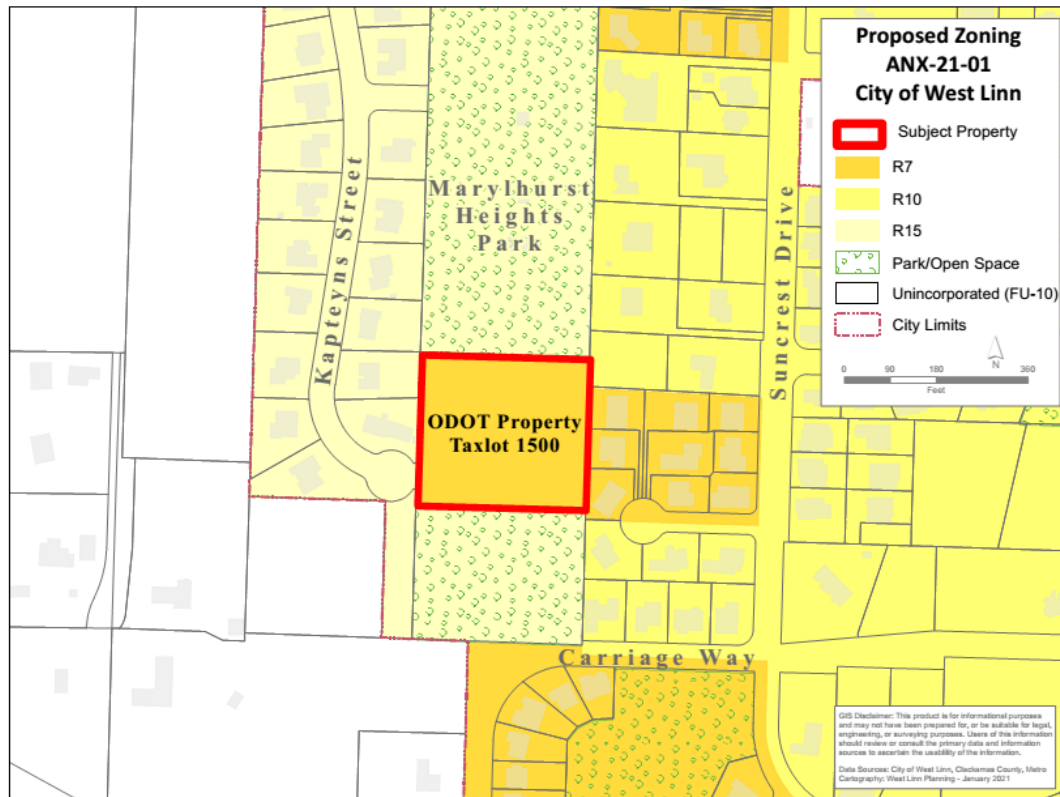 Proposed Zoning
ANX-21-01
City of West Linn
Subject Property
R7
R10
R15
Park/Open Space
Unincorporated (FU-10)
City Limits
N
0 90 180 360
Feet
Marylhurst
Heights
Park
Kapteyns Street
Suncrest Drive
ODOT Property
Taxlot 1500
Carriage Way
GIS Disclaimer: This product is for informational purposes
and may not have been prepared for, or be suitable for legal,
engineering, or surveying purposes. Users of this information
should review or consult the primary data and information
sources to ascertain the usability of the information.
Data Sources: City of West Linn, Clackamas County, Metro
Cartography: West Linn Planning - January 2021